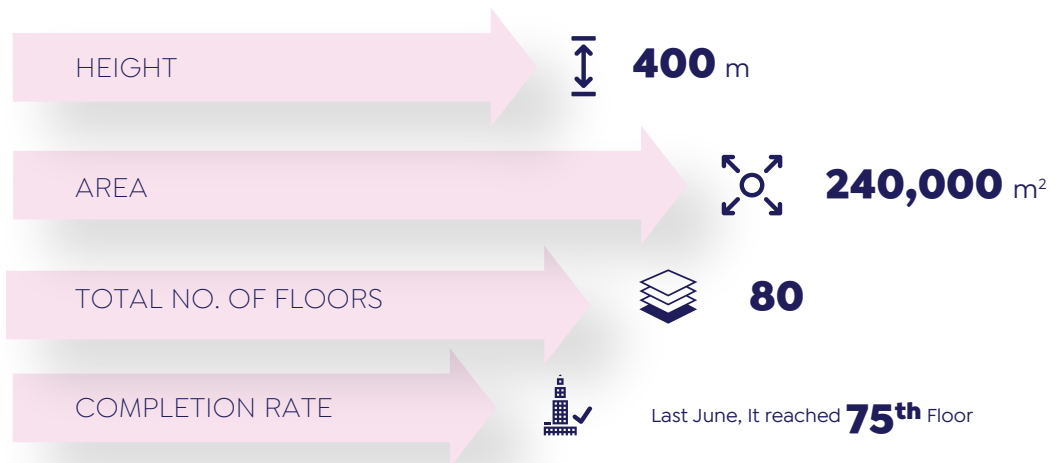 HEIGHT 400 m
AREA 240,000 m²
TOTAL NO. OF FLOORS 80
COMPLETION RATE Last June, It reached 75th Floor